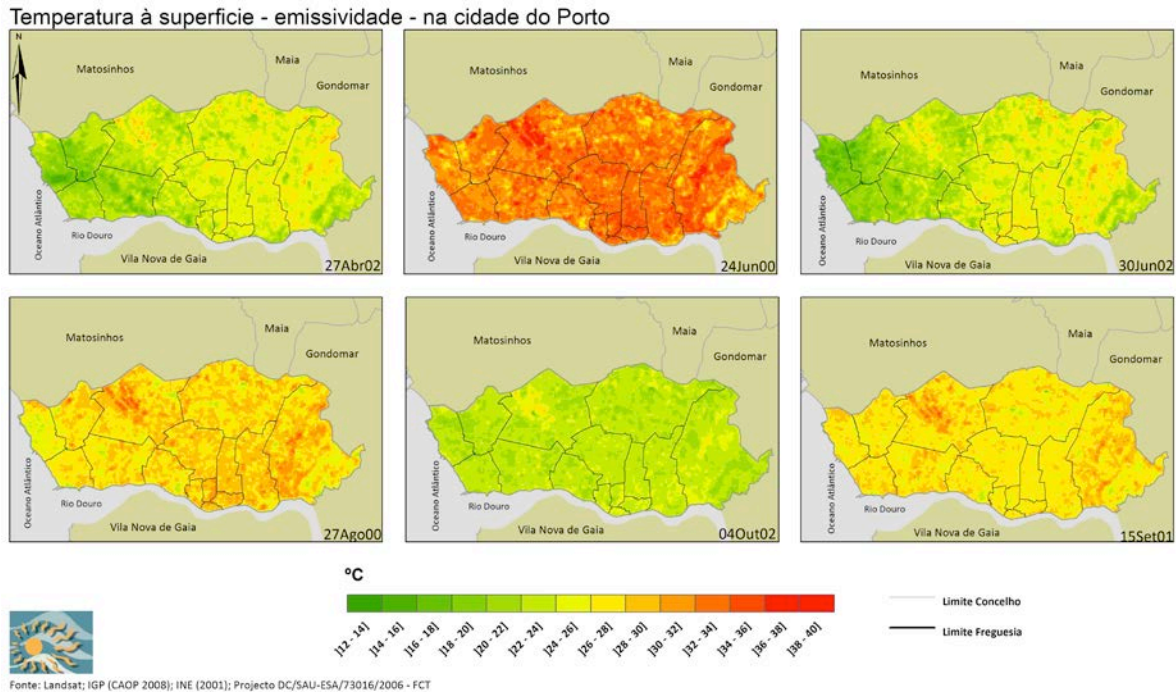 Temperatura à superficie - emissividade - na cidade do Porto
N
Matosinhos
Maia
Gondomar
Oceano Atlântico
Rio Douro
Vila Nova de Gaia
27Abr02
Matosinhos
Maia
Gondomar
Oceano Atlântico
Rio Douro
Vila Nova de Gaia
24Jun00
Matosinhos
Maia
Gondomar
Oceano Atlântico
Rio Douro
Vila Nova de Gaia
30Jun02
Matosinhos
Maia
Gondomar
Oceano Atlântico
Rio Douro
Vila Nova de Gaia
27Ago00
Matosinhos
Maia
Gondomar
Oceano Atlântico
Rio Douro
Vila Nova de Gaia
04Out02
Matosinhos
Maia
Gondomar
Oceano Atlântico
Rio Douro
Vila Nova de Gaia
15Set01
ºC
]12 - 14]
]14 - 16]
]16 - 18]
]18 - 20]
]20 - 22]
]22 - 24]
]24 - 26]
]26 - 28]
]28 - 30]
]30 - 32]
]32 - 34]
]34 - 36]
]36 - 38]
]38 - 40]
Limite Concelho
Limite Freguesia
Fonte: Landsat; IGP (CAOP 2008); INE (2001); Projecto DC/SAU-ESA/73016/2006 - FCT